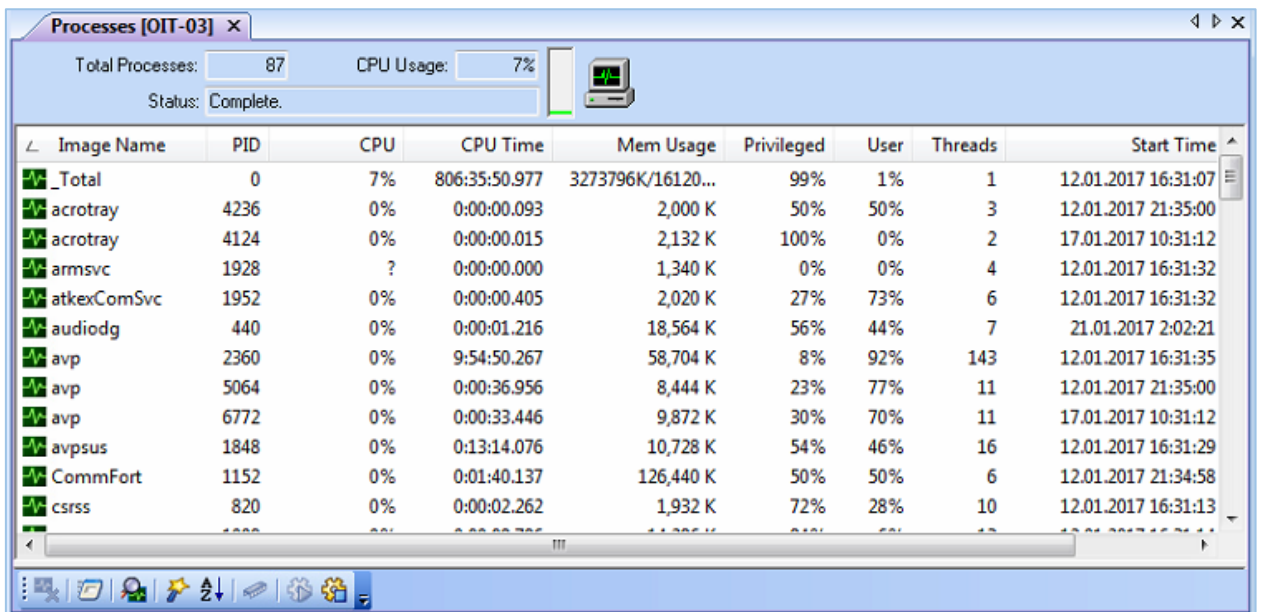 Processes [OIT-03]
Total Processes: 87 CPU Usage: 7%
Status: Complete.
Image Name PID CPU CPU Time Mem Usage Privileged User Threads Start Time
_Total 0 7% 806:35:50.977 3273796K/16120... 99% 1% 1 12.01.2017 16:31:07
acrotray 4236 0% 0:00:00.093 2,000 K 50% 50% 3 12.01.2017 21:35:00
acrotray 4124 0% 0:00:00.015 2,132 K 100% 0% 2 17.01.2017 10:31:12
armsvc 1928 ? 0:00:00.000 1,340 K 0% 0% 4 12.01.2017 16:31:32
atkexComSvc 1952 0% 0:00:00.405 2,020 K 27% 73% 6 12.01.2017 16:31:32
audiodg 440 0% 0:00:01.216 18,564 K 56% 44% 7 21.01.2017 2:02:21
avp 2360 0% 9:54:50.267 58,704 K 8% 92% 143 12.01.2017 16:31:35
avp 5064 0% 0:00:36.956 8,444 K 23% 77% 11 12.01.2017 21:35:00
avp 6772 0% 0:00:33.446 9,872 K 30% 70% 11 17.01.2017 10:31:12
avpsus 1848 0% 0:13:14.076 10,728 K 54% 46% 16 12.01.2017 16:31:29
CommFort 1152 0% 0:01:40.137 126,440 K 50% 50% 6 12.01.2017 21:34:58
csrss 820 0% 0:00:02.262 1,932 K 72% 28% 10 12.01.2017 16:31:13